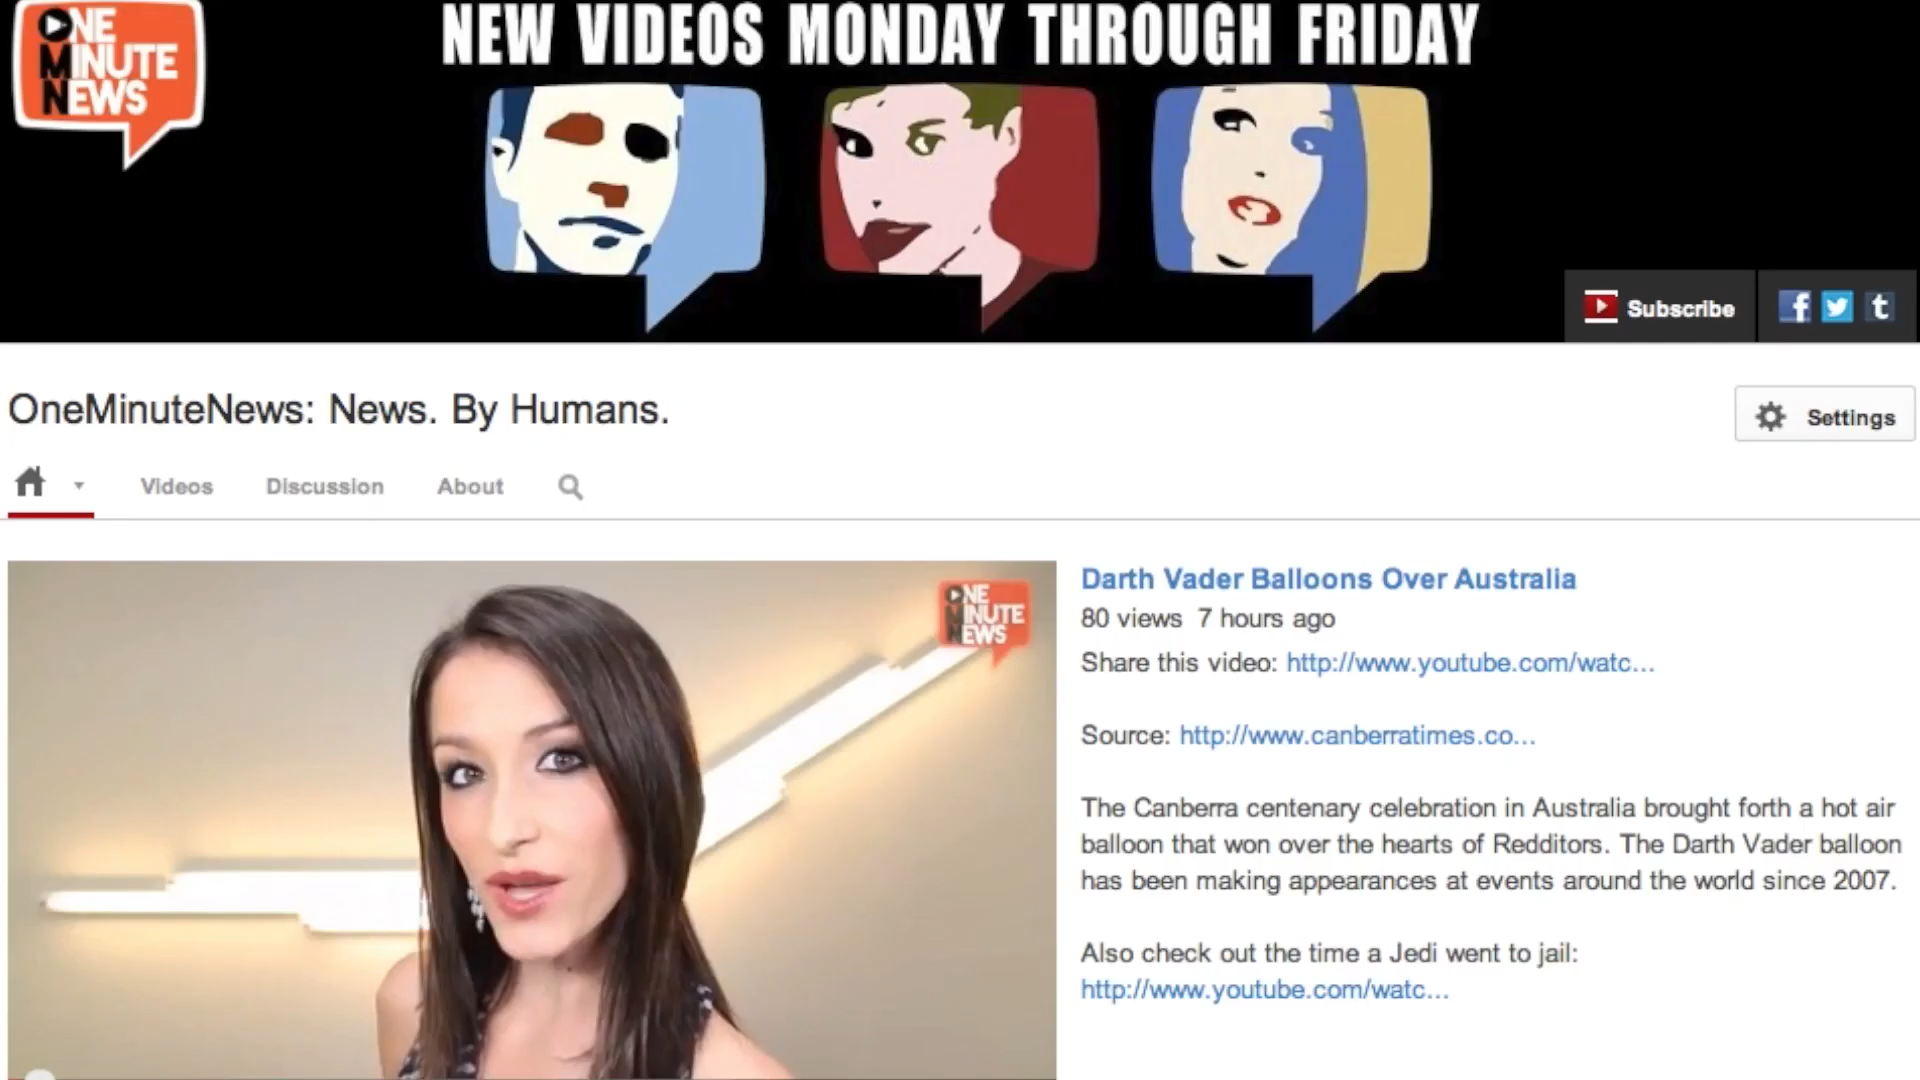 ONE
MINUTE
NEWS
NEW VIDEOS MONDAY THROUGH FRIDAY
Subscribe
f
t
OneMinuteNews: News. By Humans.
Settings
Videos
Discussion
About
ONE
MINUTE
NEWS
Darth Vader Balloons Over Australia
80 views 7 hours ago
Share this video: http://www.youtube.com/watc...
Source: http://www.canberratimes.co...
The Canberra centenary celebration in Australia brought forth a hot air
balloon that won over the hearts of Redditors. The Darth Vader balloon
has been making appearances at events around the world since 2007.
Also check out the time a Jedi went to jail:
http://www.youtube.com/watc...